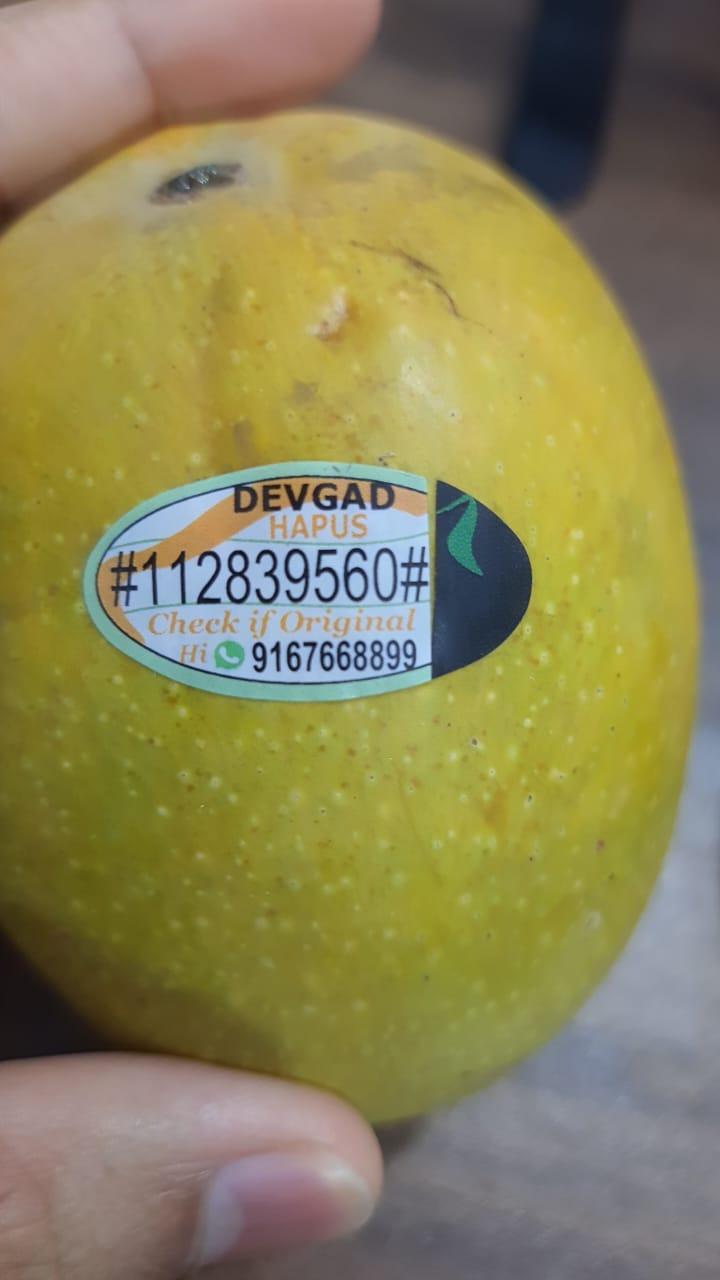 DEVGAD
HAPUS
#112839560#
Check if Original
Hi 9167668899